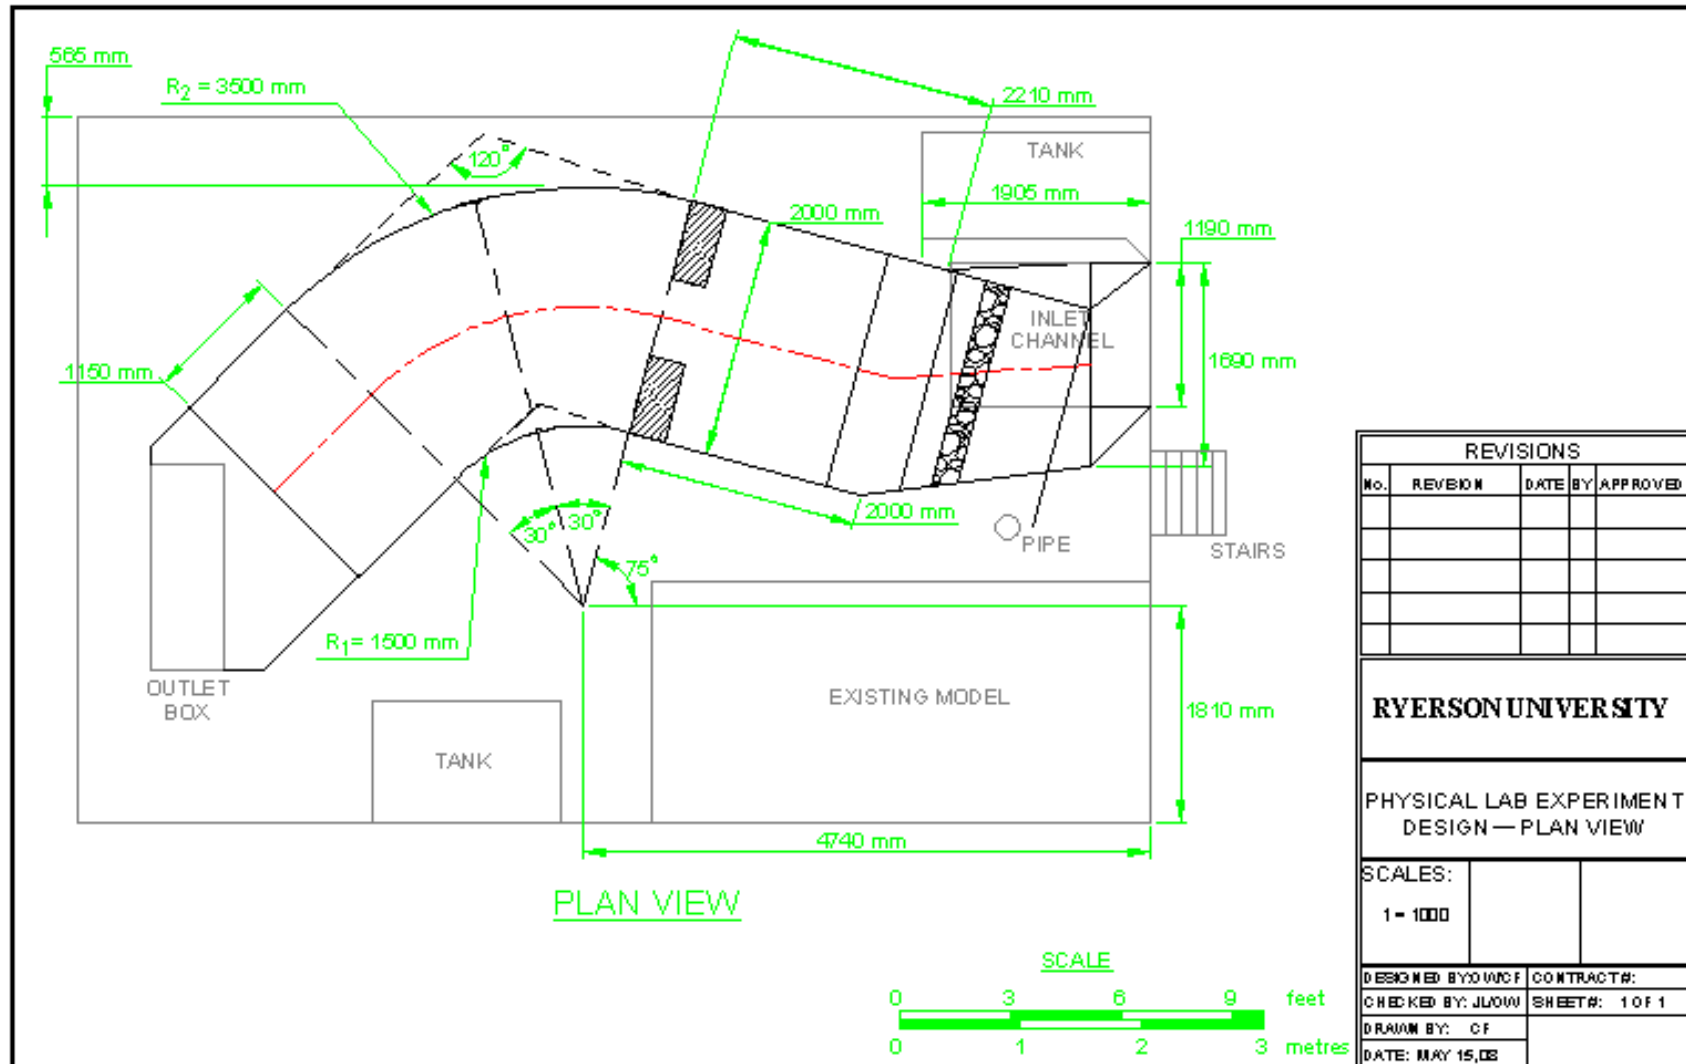 565 mm
R2 = 3500 mm
120°
2210 mm
TANK
1905 mm
2000 mm
1190 mm
INLET
CHANNEL
1690 mm
1150 mm
2000 mm
30°
30°
75°
PIPE
STAIRS
R1= 1500 mm
OUTLET
BOX
EXISTING MODEL
1810 mm
TANK
4740 mm
PLAN VIEW
SCALE
0 3 6 9 feet
0 1 2 3 metres
REVISIONS
No. REVISION DATE BY APPROVED
RYERSON UNIVERSITY
PHYSICAL LAB EXPERIMENT
DESIGN — PLAN VIEW
SCALES:
1 = 1000
DESIGNED BY: CONTRACT#:
CHECKED BY: SHEET#: 1 OF 1
DRAWN BY: CF
DATE: MAY 15,08